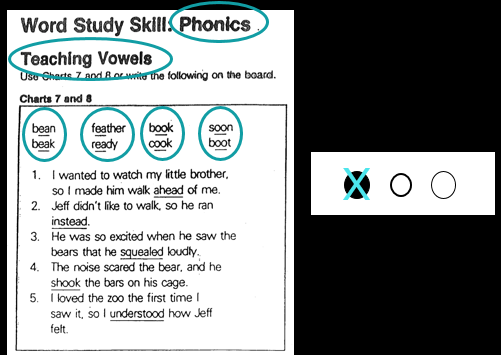 Word Study Skill: Phonics
Teaching Vowels
Use Charts 7 and 8 or write the following on the board.
Charts 7 and 8
bean feather book soon
beak ready cook boot
1. I wanted to watch my little brother,
so I made him walk ahead of me.
2. Jeff didn't like to walk, so he ran
instead.
3. He was so excited when he saw the
bears that he squealed loudly.
4. The noise scared the bear, and he
shook the bars on his cage.
5. I loved the zoo the first time I
saw it, so I understood how Jeff
felt.
X